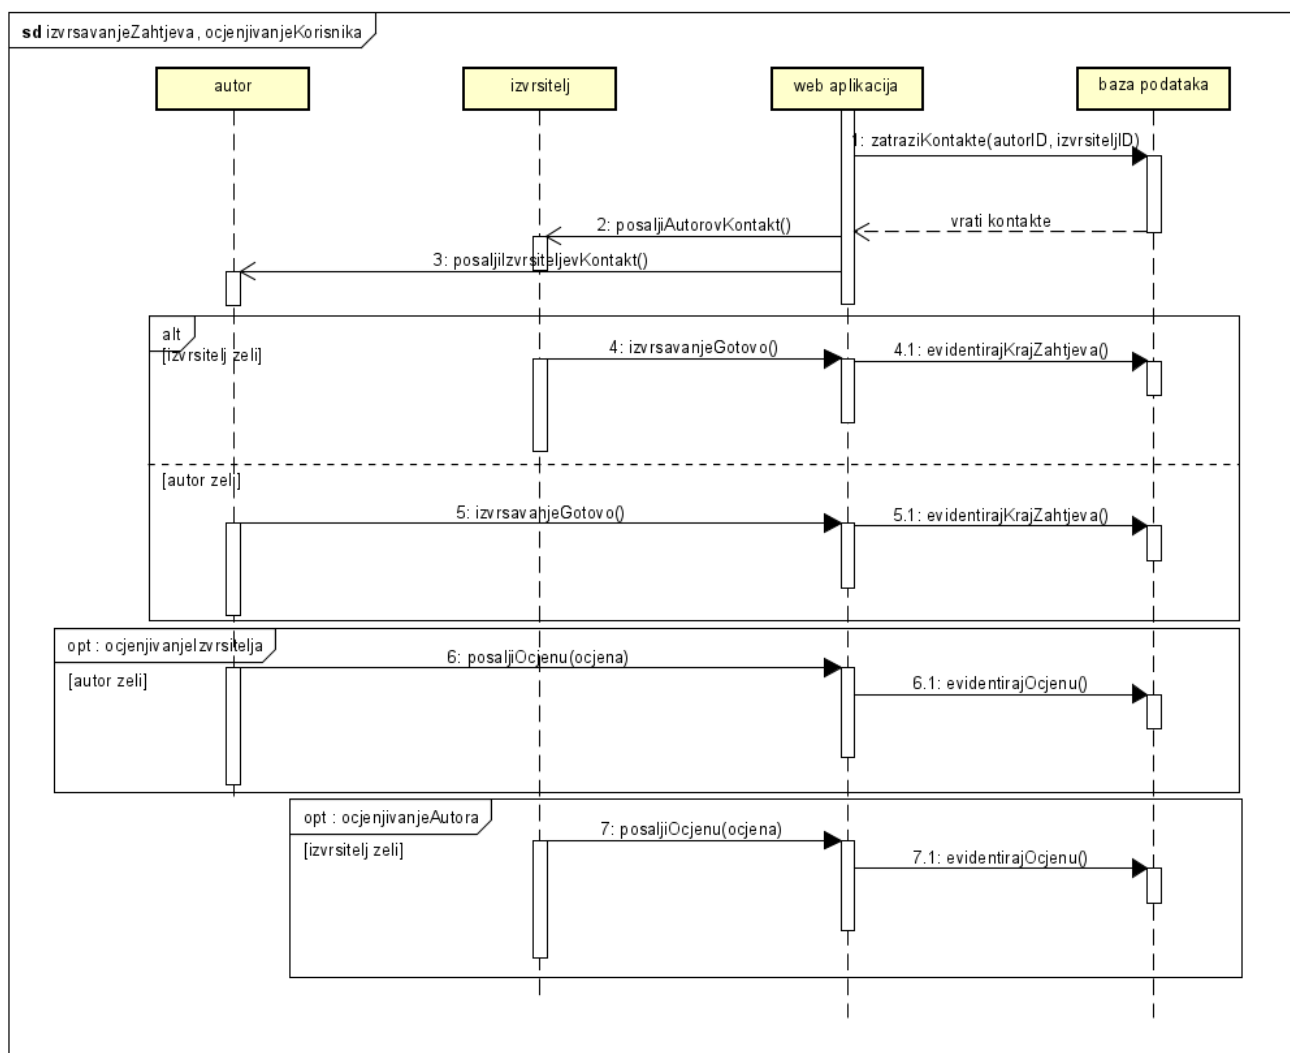 sd izvrsavanjeZahtjeva, ocjenjivanjeKorisnika
autor
izvrsitelj
web aplikacija
baza podataka
1: zatraziKontakte(autorID, izvrsiteljID)
vrati kontakte
2: posaljiAutorovKontakt()
3: posaljiIzvrsiteljevKontakt()
alt
[izvrsitelj zeli]
4: izvrsavanjeGotovo()
4.1: evidentirajKrajZahtjeva()
[autor zeli]
5: izvrsavanjeGotovo()
5.1: evidentirajKrajZahtjeva()
opt : ocjenjivanjeIzvrsitelja
6: posaljiOcjenu(ocjena)
[autor zeli]
6.1: evidentirajOcjenu()
opt : ocjenjivanjeAutora
7: posaljiOcjenu(ocjena)
[izvrsitelj zeli]
7.1: evidentirajOcjenu()